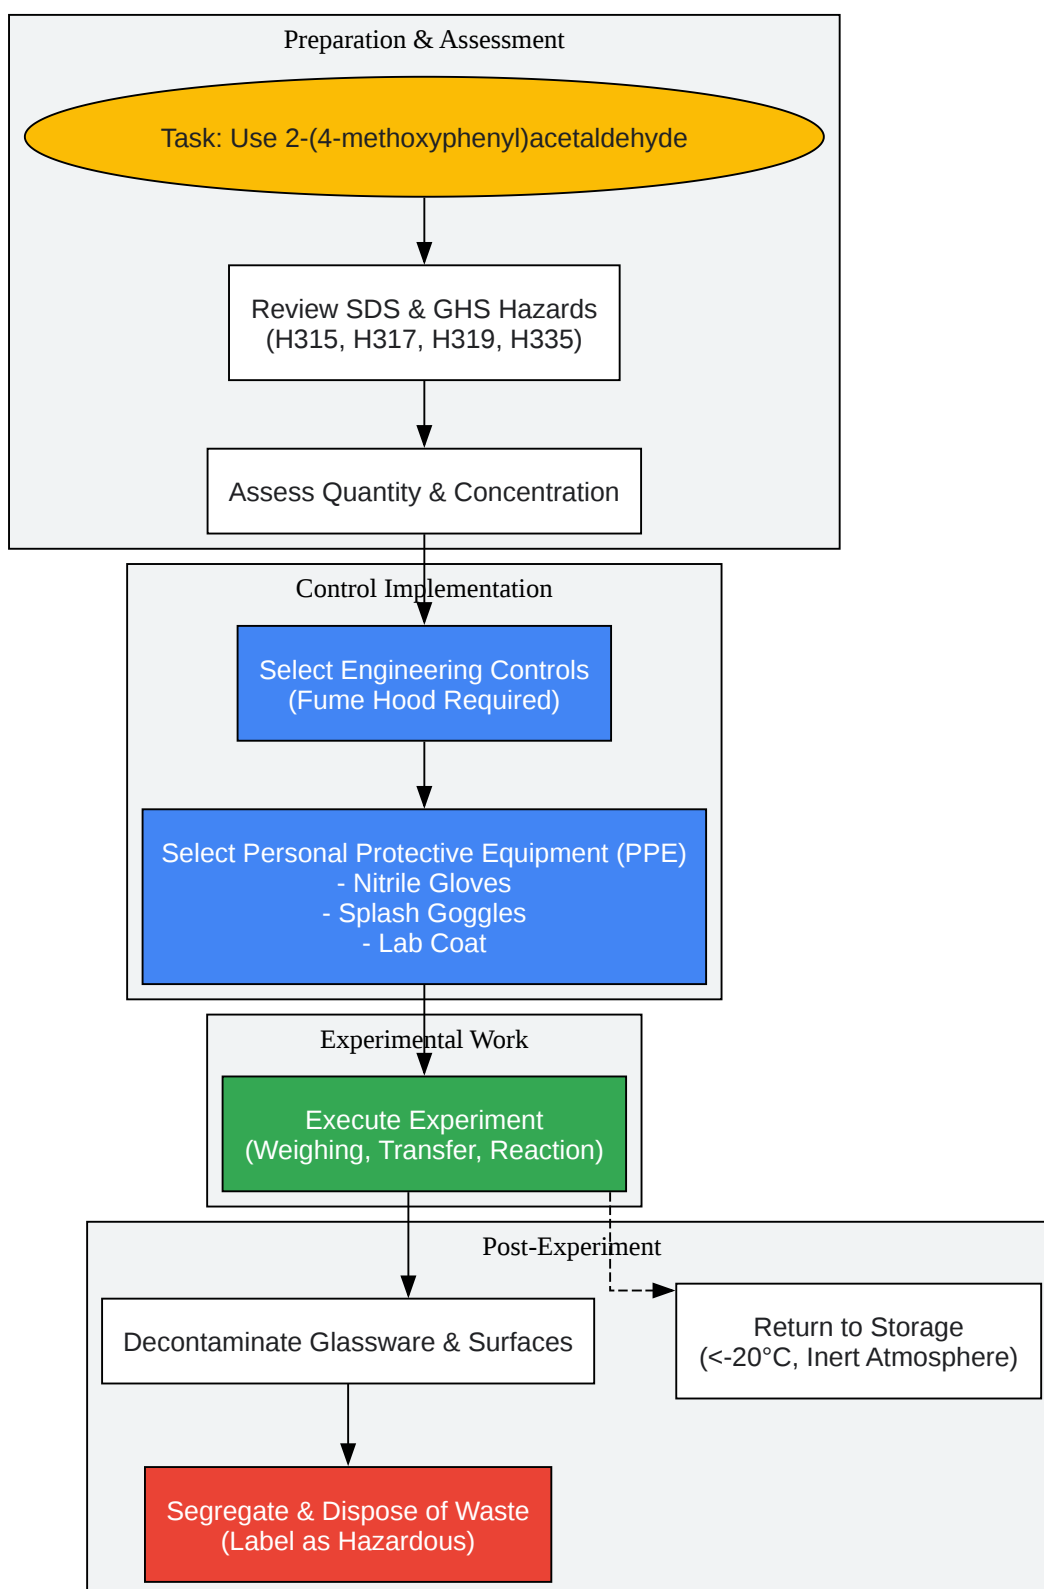 Preparation & Assessment
Task: Use 2-(4-methoxyphenyl)acetaldehyde
Review SDS & GHS Hazards
(H315, H317, H319, H335)
Assess Quantity & Concentration
Control Implementation
Select Engineering Controls
(Fume Hood Required)
Select Personal Protective Equipment (PPE)
- Nitrile Gloves
- Splash Goggles
- Lab Coat
Experimental Work
Execute Experiment
(Weighing, Transfer, Reaction)
Post-Experiment
Decontaminate Glassware & Surfaces
Return to Storage
(<-20°C, Inert Atmosphere)
Segregate & Dispose of Waste
(Label as Hazardous)